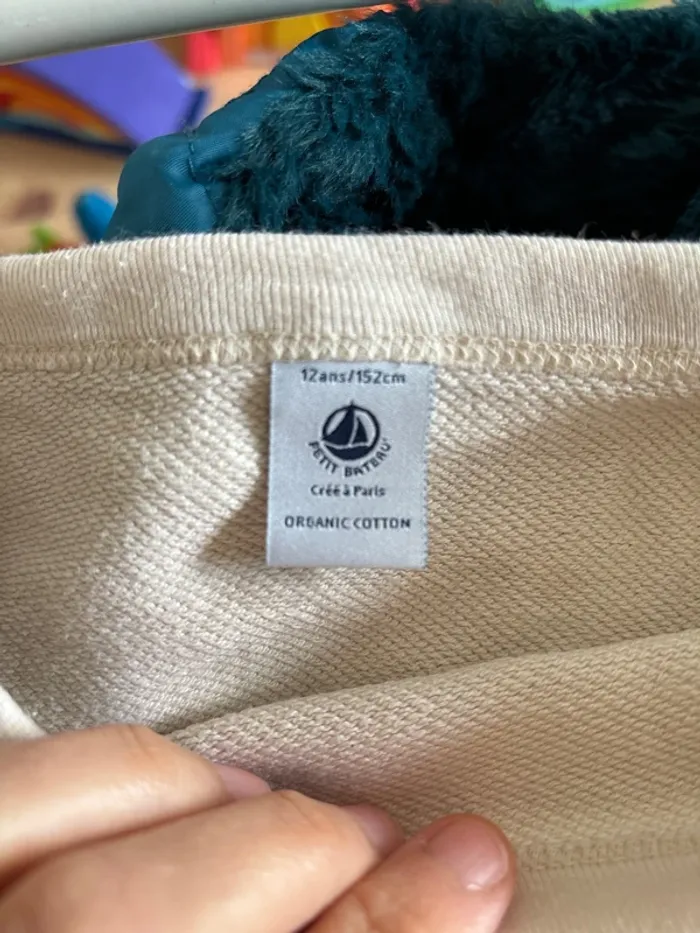 12ans/152cm
PETIT BATEAU
Créé à Paris
ORGANIC COTTON